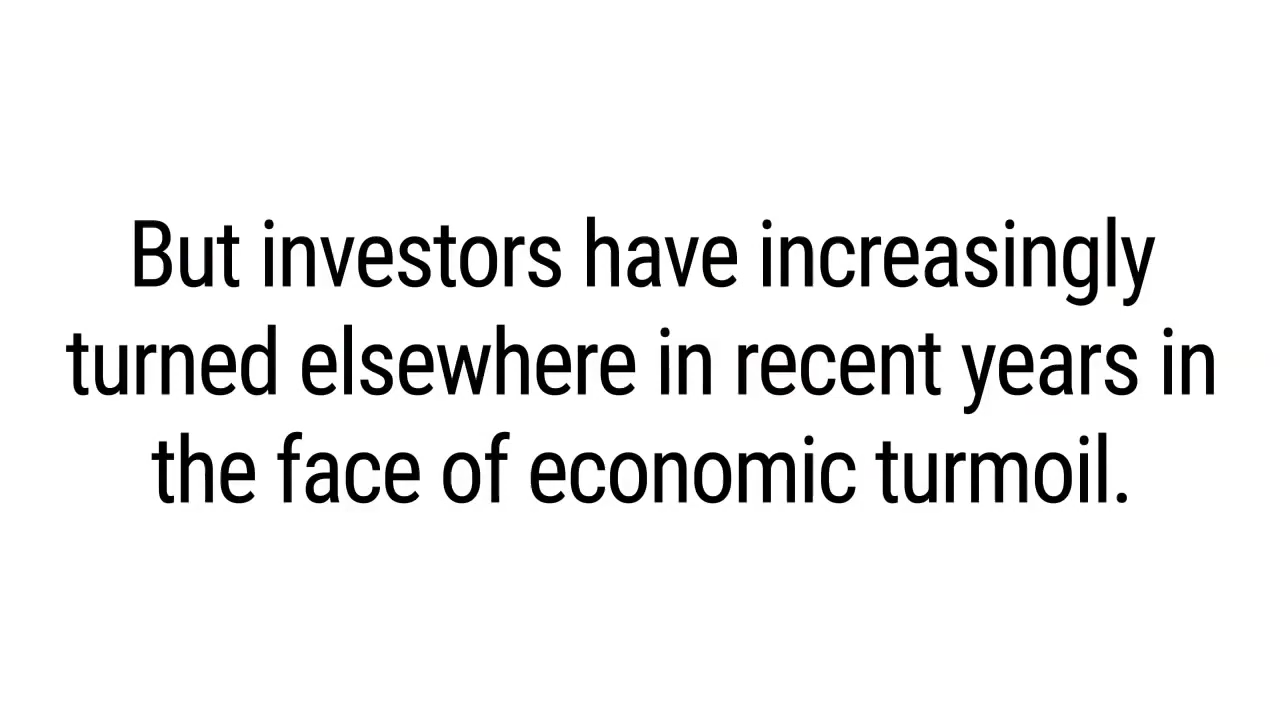 But investors have increasingly
turned elsewhere in recent years in
the face of economic turmoil.